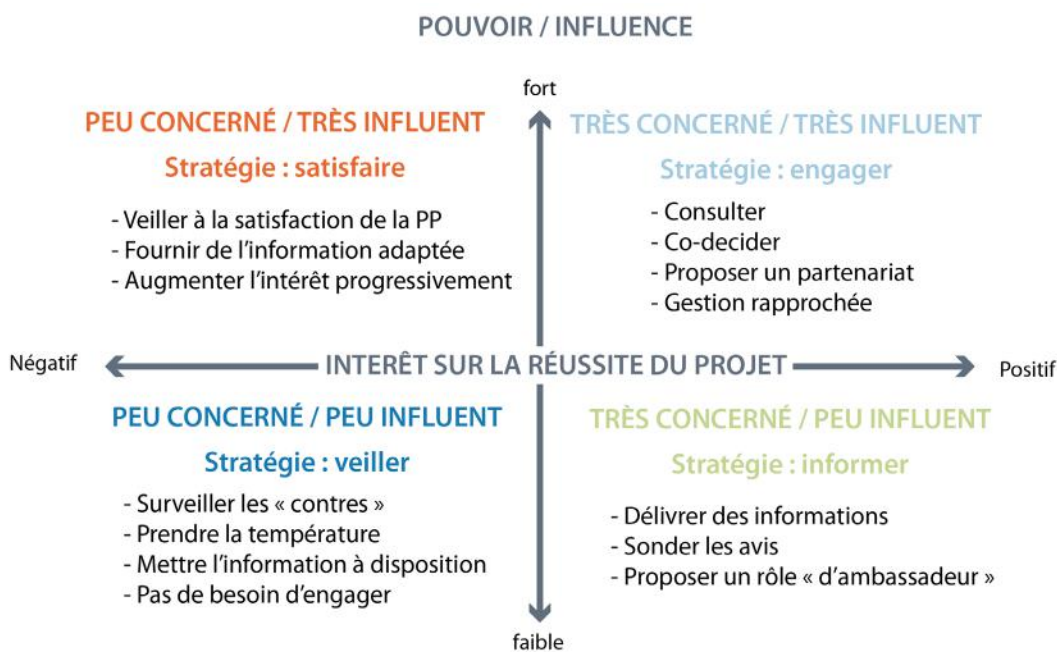 POUVOIR / INFLUENCE
fort
PEU CONCERNÉ / TRÈS INFLUENT
Stratégie : satisfaire
- Veiller à la satisfaction de la PP
- Fournir de l'information adaptée
- Augmenter l'intérêt progressivement
TRÈS CONCERNÉ / TRÈS INFLUENT
Stratégie : engager
- Consulter
- Co-decider
- Proposer un partenariat
- Gestion rapprochée
Négatif
INTERÊT SUR LA RÉUSSITE DU PROJET
Positif
PEU CONCERNÉ / PEU INFLUENT
Stratégie : veiller
- Surveiller les « contres »
- Prendre la température
- Mettre l'information à disposition
- Pas de besoin d'engager
TRÈS CONCERNÉ / PEU INFLUENT
Stratégie : informer
- Délivrer des informations
- Sonder les avis
- Proposer un rôle « d'ambassadeur »
faible